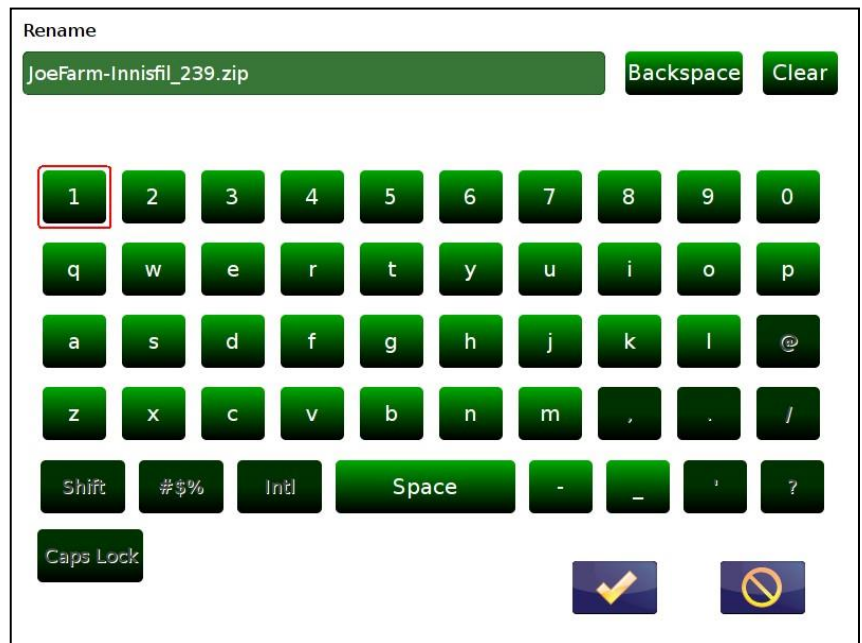 Rename
JoeFarm-Innisfil_239.zip Backspace Clear
1 2 3 4 5 6 7 8 9 0
q w e r t y u i o p
a s d f g h j k l @
z x c v b n m , . /
Shift #$% Intl Space - _ ' ?
Caps Lock